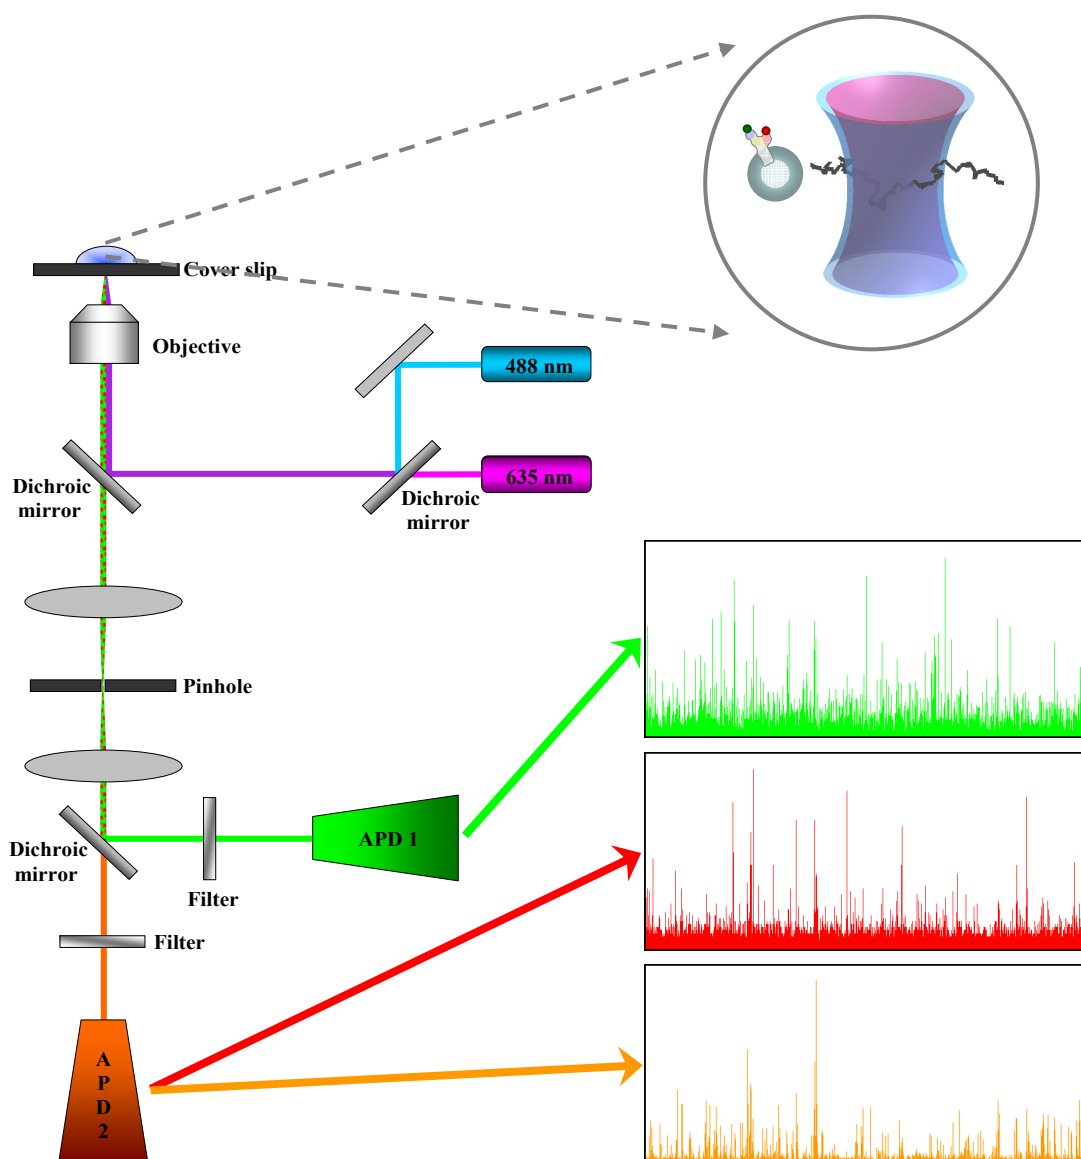 Cover slip
Objective
488 nm
635 nm
Dichroic
mirror
Dichroic
mirror
Pinhole
APD 1
Dichroic
mirror
Filter
Filter
A
P
D
2